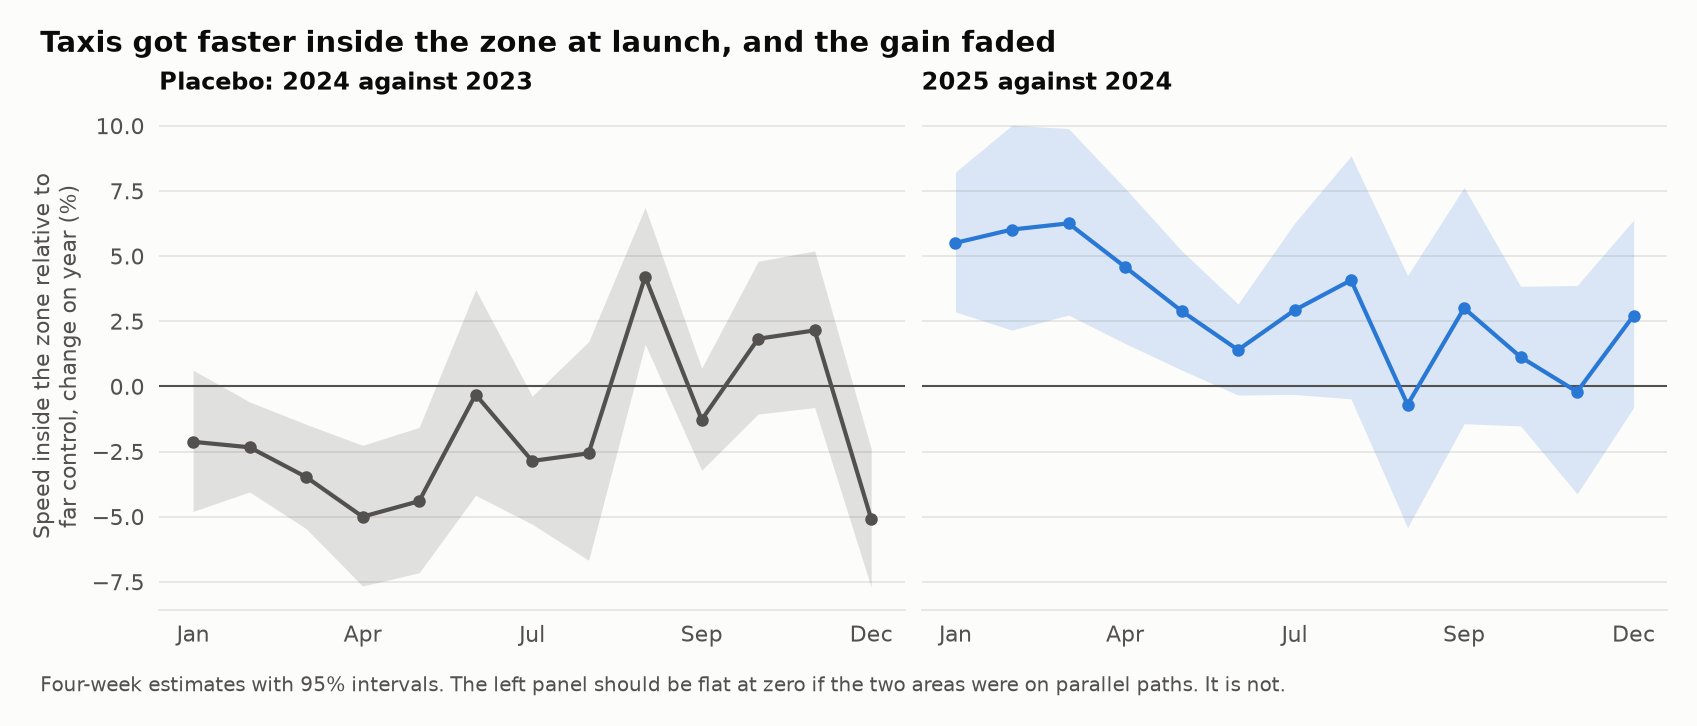 Taxis got faster inside the zone at launch, and the gain faded
Placebo: 2024 against 2023
2025 against 2024
Speed inside the zone relative to
far control, change on year (%)
10.0
7.5
5.0
2.5
0.0
−2.5
−5.0
−7.5
Jan
Apr
Jul
Sep
Dec
Jan
Apr
Jul
Sep
Dec
Four-week estimates with 95% intervals. The left panel should be flat at zero if the two areas were on parallel paths. It is not.